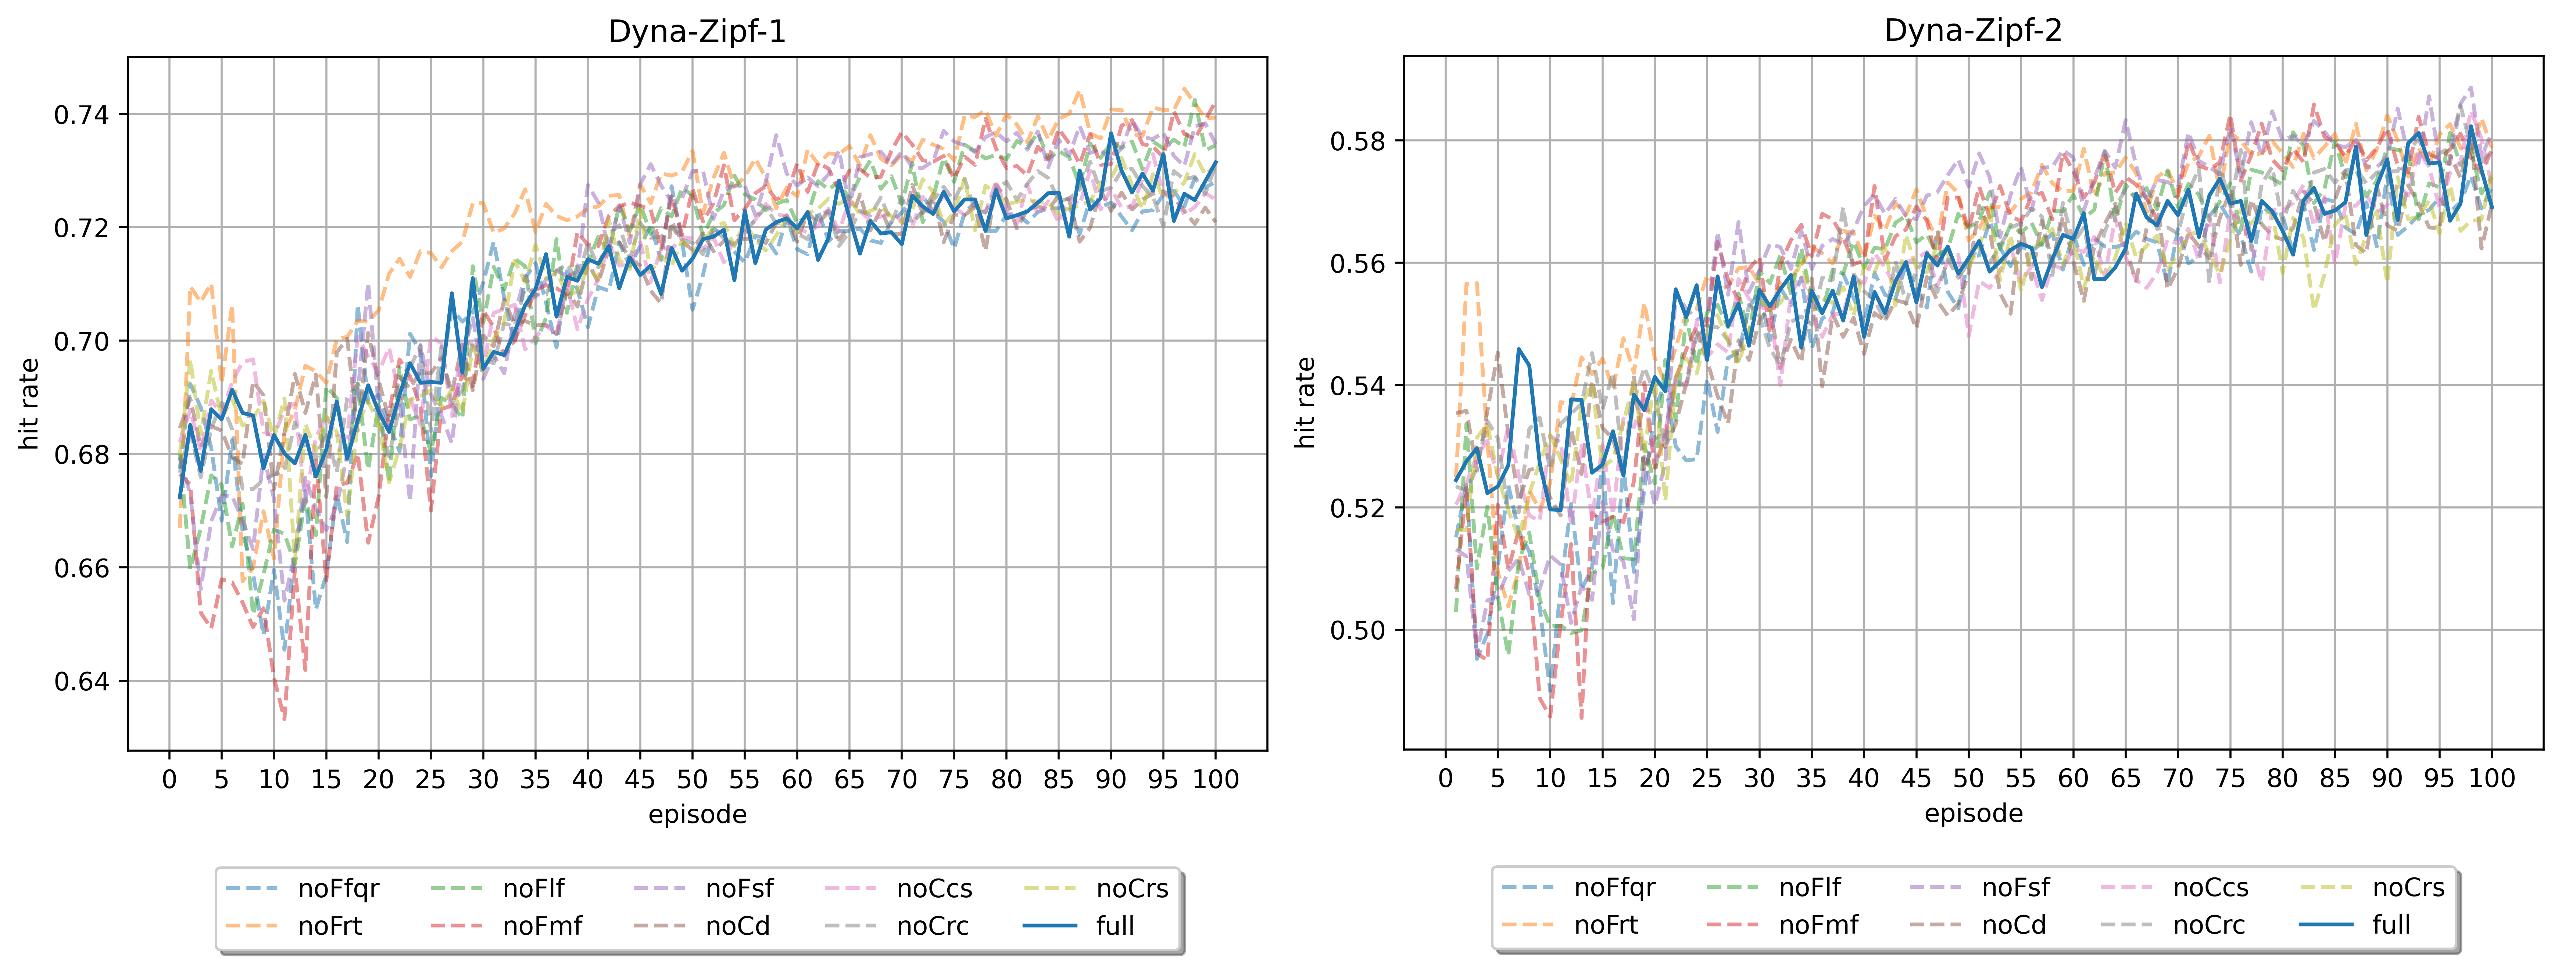 Dyna-Zipf-1
hit rate
0.74
0.72
0.70
0.68
0.66
0.64
0 5 10 15 20 25 30 35 40 45 50 55 60 65 70 75 80 85 90 95 100
episode
noFfqr noFlf noFsf noCcs noCrs
noFrt noFmf noCd noCrc full
Dyna-Zipf-2
hit rate
0.58
0.56
0.54
0.52
0.50
0 5 10 15 20 25 30 35 40 45 50 55 60 65 70 75 80 85 90 95 100
episode
noFfqr noFlf noFsf noCcs noCrs
noFrt noFmf noCd noCrc full